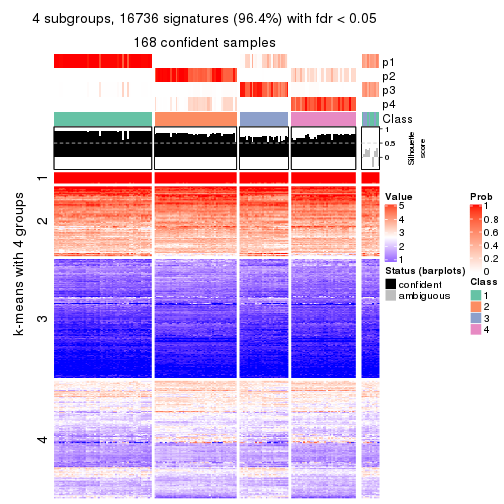 4 subgroups, 16736 signatures (96.4%) with fdr < 0.05
168 confident samples
p1
p2
p3
p4
Class
1
0.5
0
Silhouette
score
k-means with 4 groups
1
2
3
4
Value
5
4
3
2
1
Status (barplots)
confident
ambiguous
Prob
1
0.8
0.6
0.4
0.2
0
Class
1
2
3
4